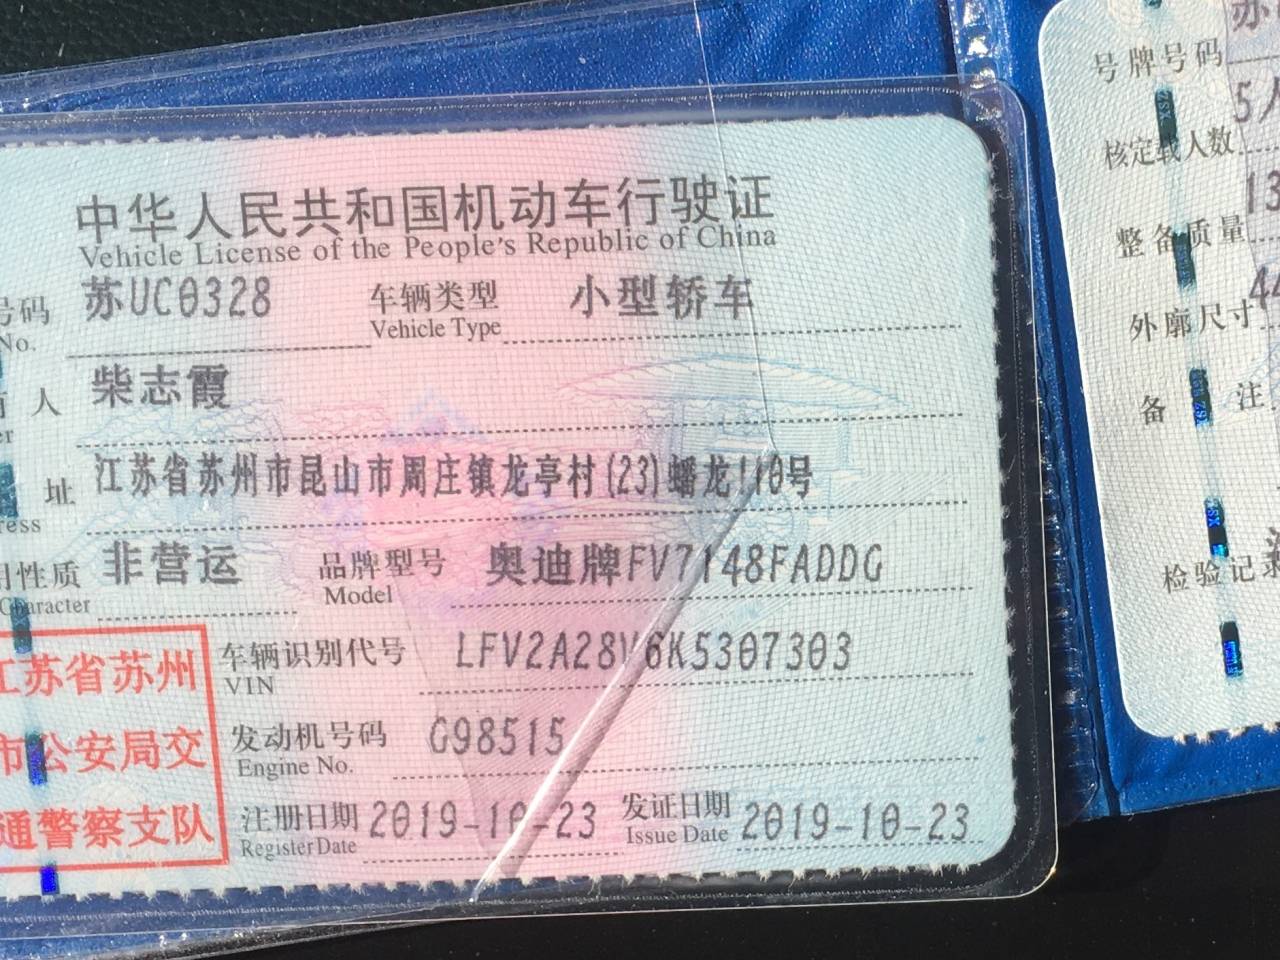 中华人民共和国机动车行驶证
Vehicle License of the People's Republic of China
号码 苏UC0328 车辆类型 小型轿车
No. Vehicle Type
人 柴志霞
er
址 江苏省苏州市昆山市周庄镇龙亭村(23)蟠龙110号
ress
用性质 非营运 品牌型号 奥迪牌FV7148FADDG
Character Model
车辆识别代号 LFV2A28V6K5307303
VIN
发动机号码 G98515
Engine No.
注册日期 2019-10-23 发证日期 2019-10-23
Register Date Issue Date
江苏省苏州
市公安局交
通警察支队
号牌号码 苏
核定载人数 5人
整备质量 13
外廓尺寸 44
备注
检验记录